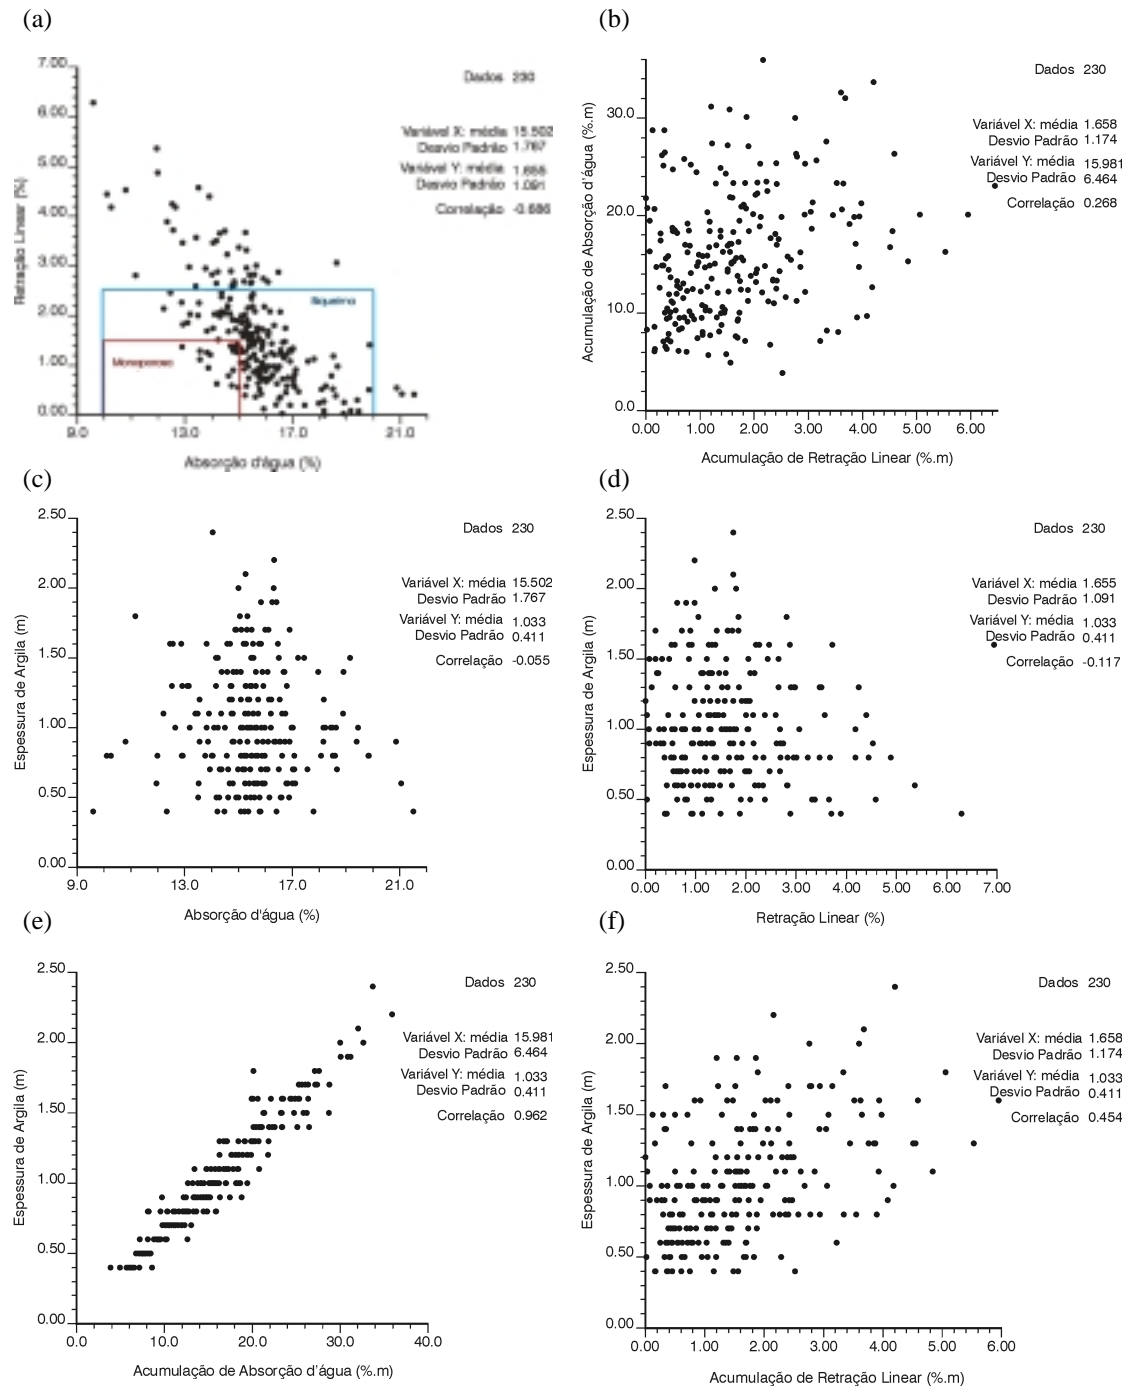 (a)
7.00
6.00
5.00
4.00
3.00
2.00
1.00
0.00
9.0 13.0 17.0 21.0
Retração Linear (%)
Absorção d'água (%)
Dados 230
Variável X: média 15.502
Desvio Padrão 1.767
Variável Y: média 1.655
Desvio Padrão 1.091
Correlação -0.686
Biqueima
Monoporoso
(b)
30.0
20.0
10.0
0.0
0.00 1.00 2.00 3.00 4.00 5.00 6.00
Acumulação de Absorção d'água (%.m)
Acumulação de Retração Linear (%.m)
Dados 230
Variável X: média 1.658
Desvio Padrão 1.174
Variável Y: média 15.981
Desvio Padrão 6.464
Correlação 0.268
(c)
2.50
2.00
1.50
1.00
0.50
0.00
9.0 13.0 17.0 21.0
Espessura de Argila (m)
Absorção d'água (%)
Dados 230
Variável X: média 15.502
Desvio Padrão 1.767
Variável Y: média 1.033
Desvio Padrão 0.411
Correlação -0.055
(d)
2.50
2.00
1.50
1.00
0.50
0.00
0.00 1.00 2.00 3.00 4.00 5.00 6.00 7.00
Espessura de Argila (m)
Retração Linear (%)
Dados 230
Variável X: média 1.655
Desvio Padrão 1.091
Variável Y: média 1.033
Desvio Padrão 0.411
Correlação -0.117
(e)
2.50
2.00
1.50
1.00
0.50
0.00
0.0 10.0 20.0 30.0 40.0
Espessura de Argila (m)
Acumulação de Absorção d'água (%.m)
Dados 230
Variável X: média 15.981
Desvio Padrão 6.464
Variável Y: média 1.033
Desvio Padrão 0.411
Correlação 0.962
(f)
2.50
2.00
1.50
1.00
0.50
0.00
0.00 1.00 2.00 3.00 4.00 5.00 6.00
Espessura de Argila (m)
Acumulação de Retração Linear (%.m)
Dados 230
Variável X: média 1.658
Desvio Padrão 1.174
Variável Y: média 1.033
Desvio Padrão 0.411
Correlação 0.454